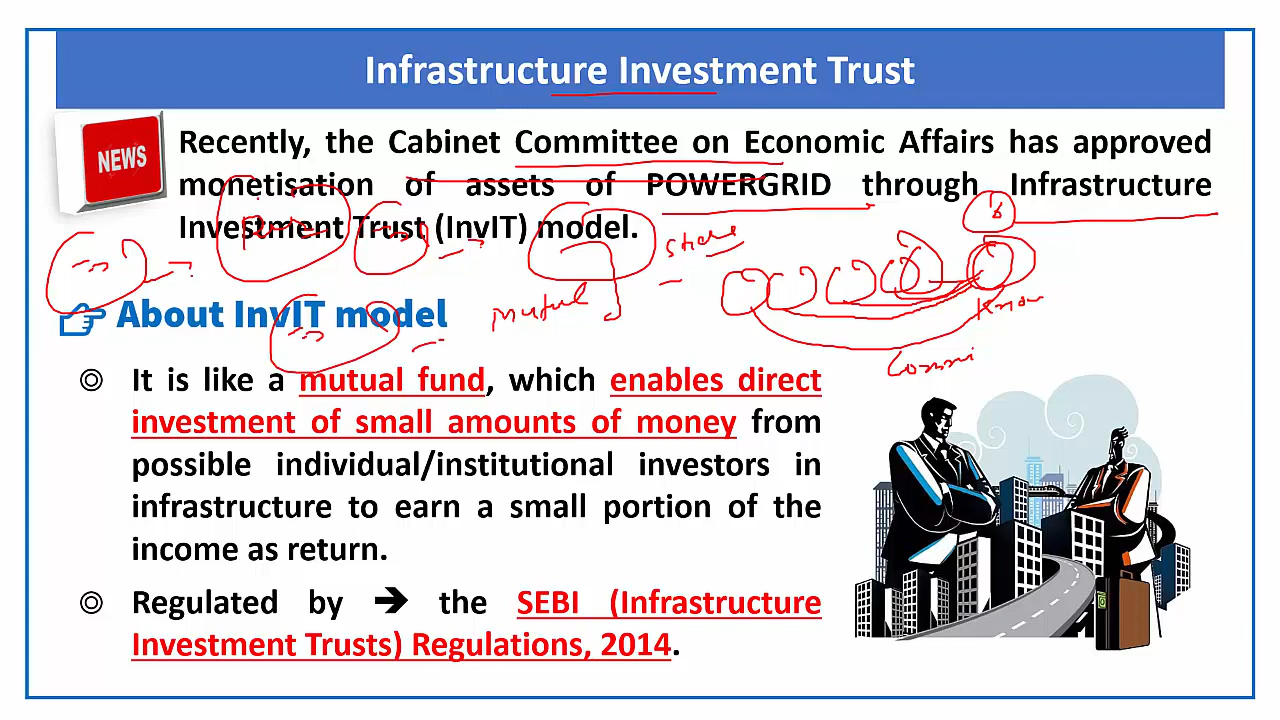 Infrastructure Investment Trust
NEWS
Recently, the Cabinet Committee on Economic Affairs has approved
monetisation of assets of POWERGRID through Infrastructure
Investment Trust (InvIT) model.
share
Mutual
Know
Commi
About InvIT model
◎ It is like a mutual fund, which enables direct
investment of small amounts of money from
possible individual/institutional investors in
infrastructure to earn a small portion of the
income as return.
◎ Regulated by ➔ the SEBI (Infrastructure
Investment Trusts) Regulations, 2014.